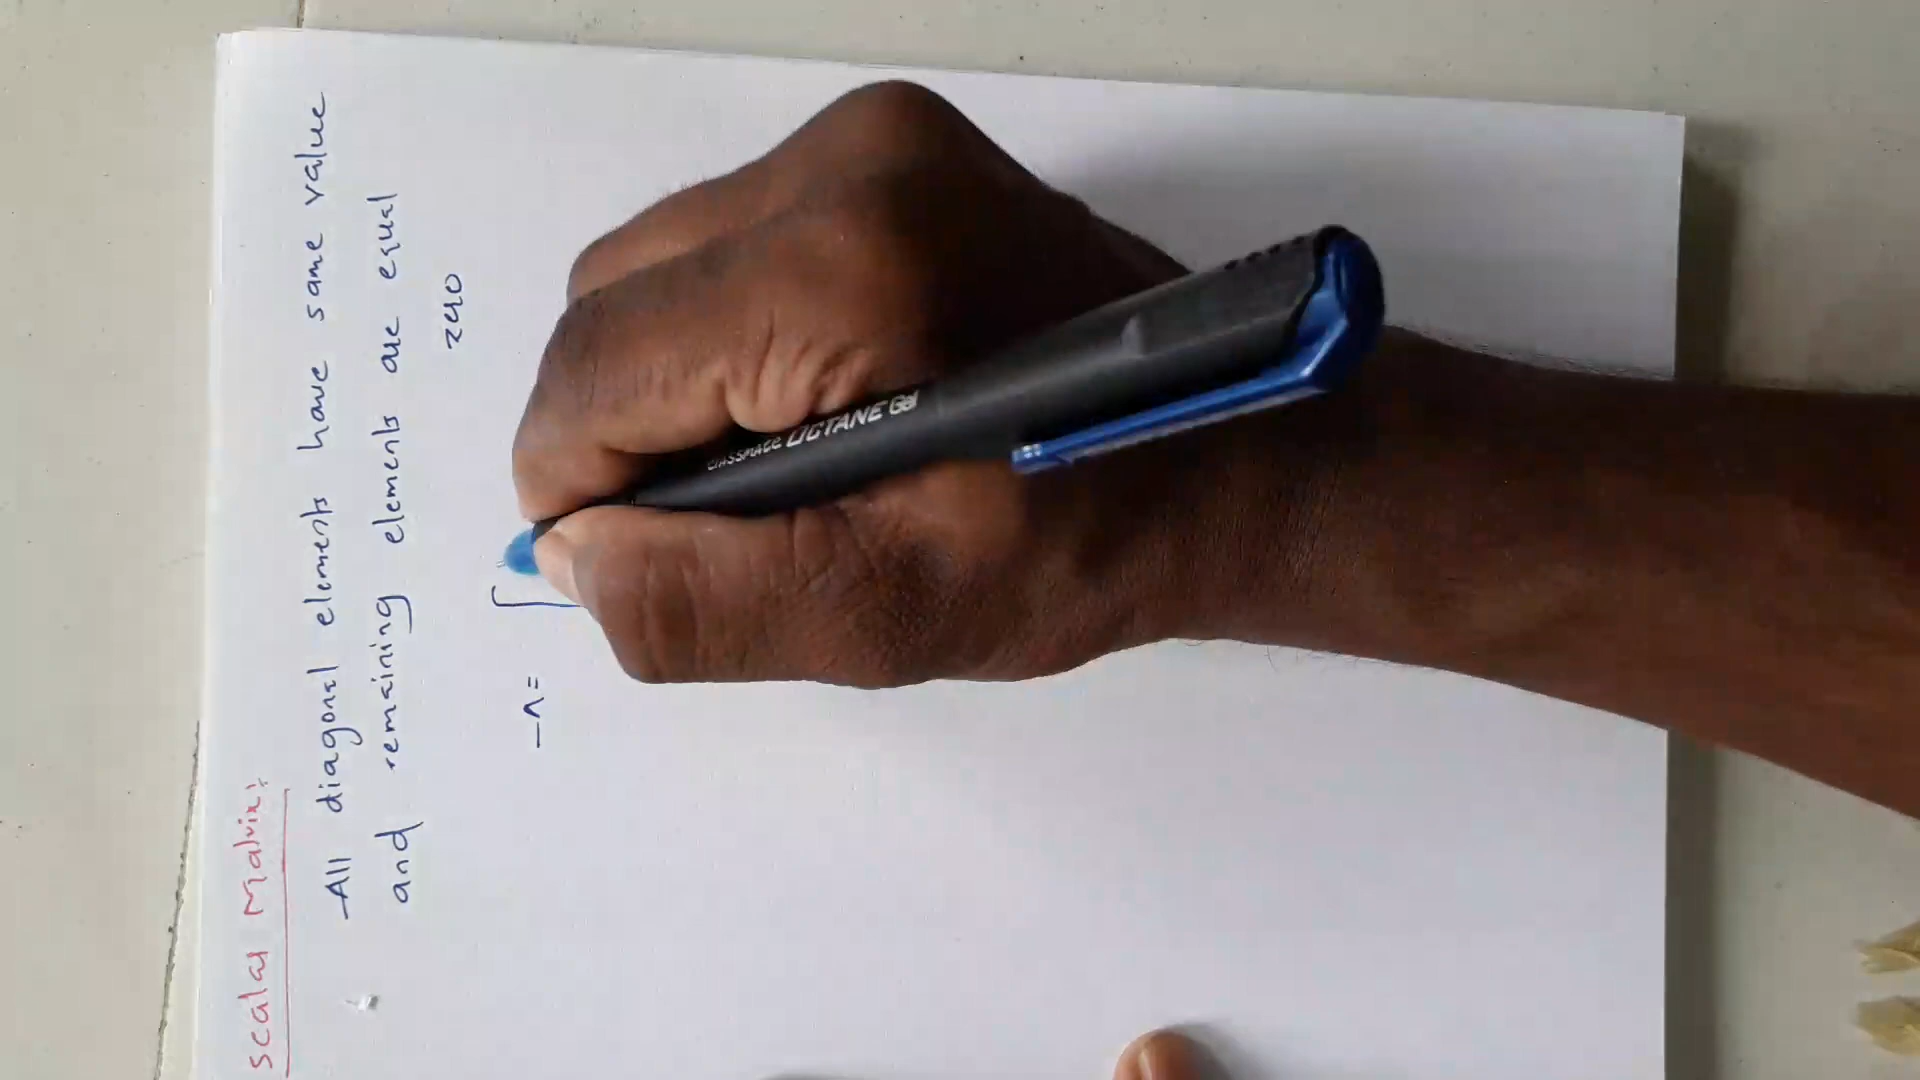 scalar Matrix:
All diagonal elements have same value
and remaining elements are equal
zero
A = [
classmate OCTANE Gel